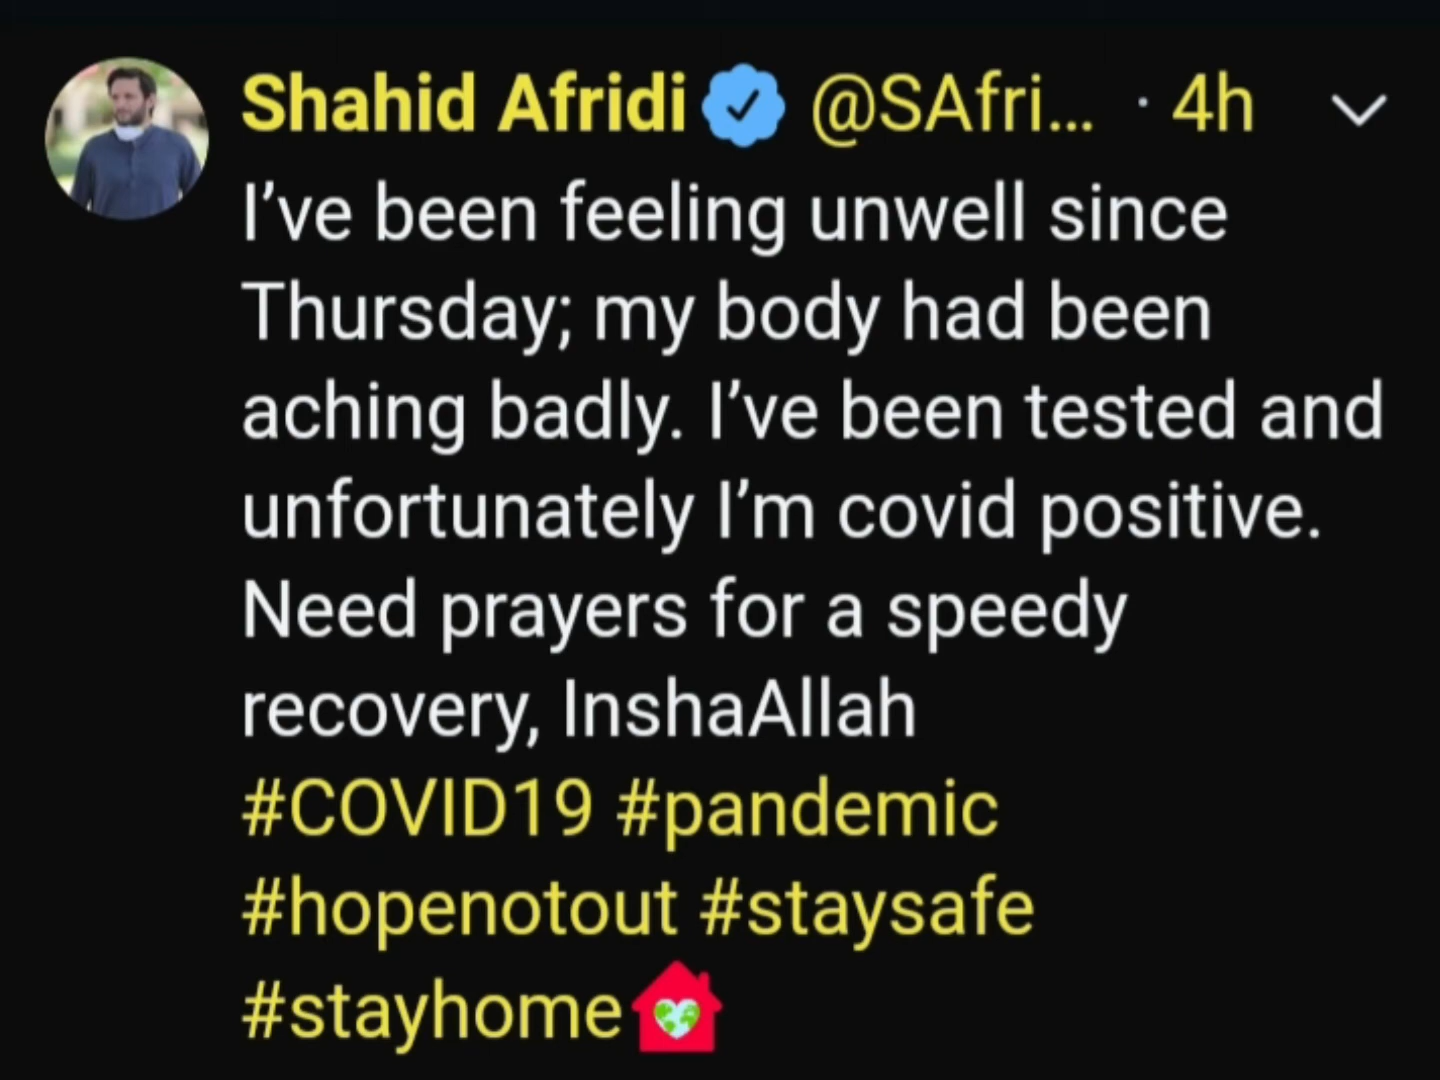 Shahid Afridi @SAfri... · 4h
I've been feeling unwell since
Thursday; my body had been
aching badly. I've been tested and
unfortunately I'm covid positive.
Need prayers for a speedy
recovery, InshaAllah
#COVID19 #pandemic
#hopenotout #staysafe
#stayhome